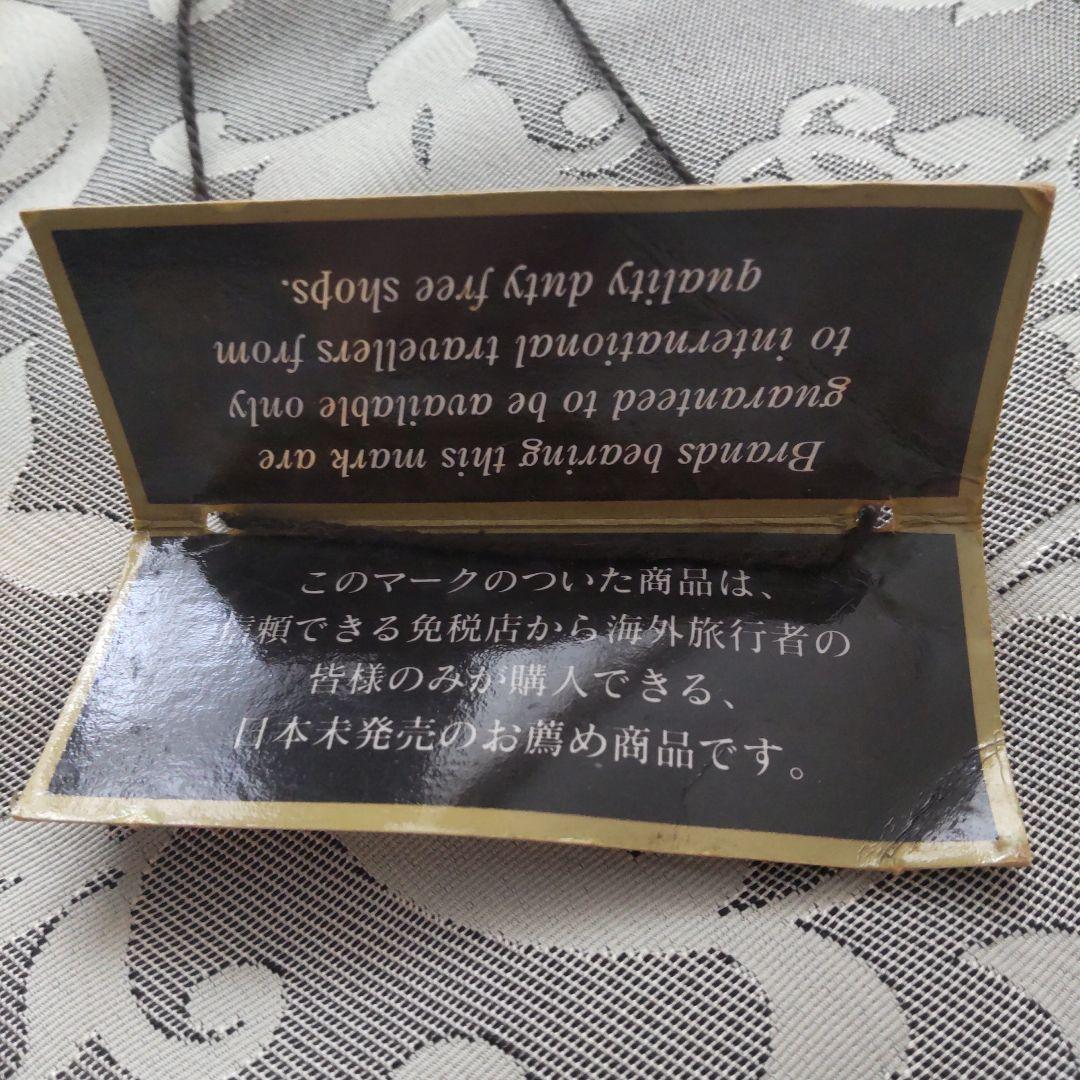 Brands bearing this mark are
guaranteed to be available only
to international travellers from
quality duty free shops.
このマークのついた商品は、
信頼できる免税店から海外旅行者の
皆様のみが購入できる、
日本未発売のお薦め商品です。